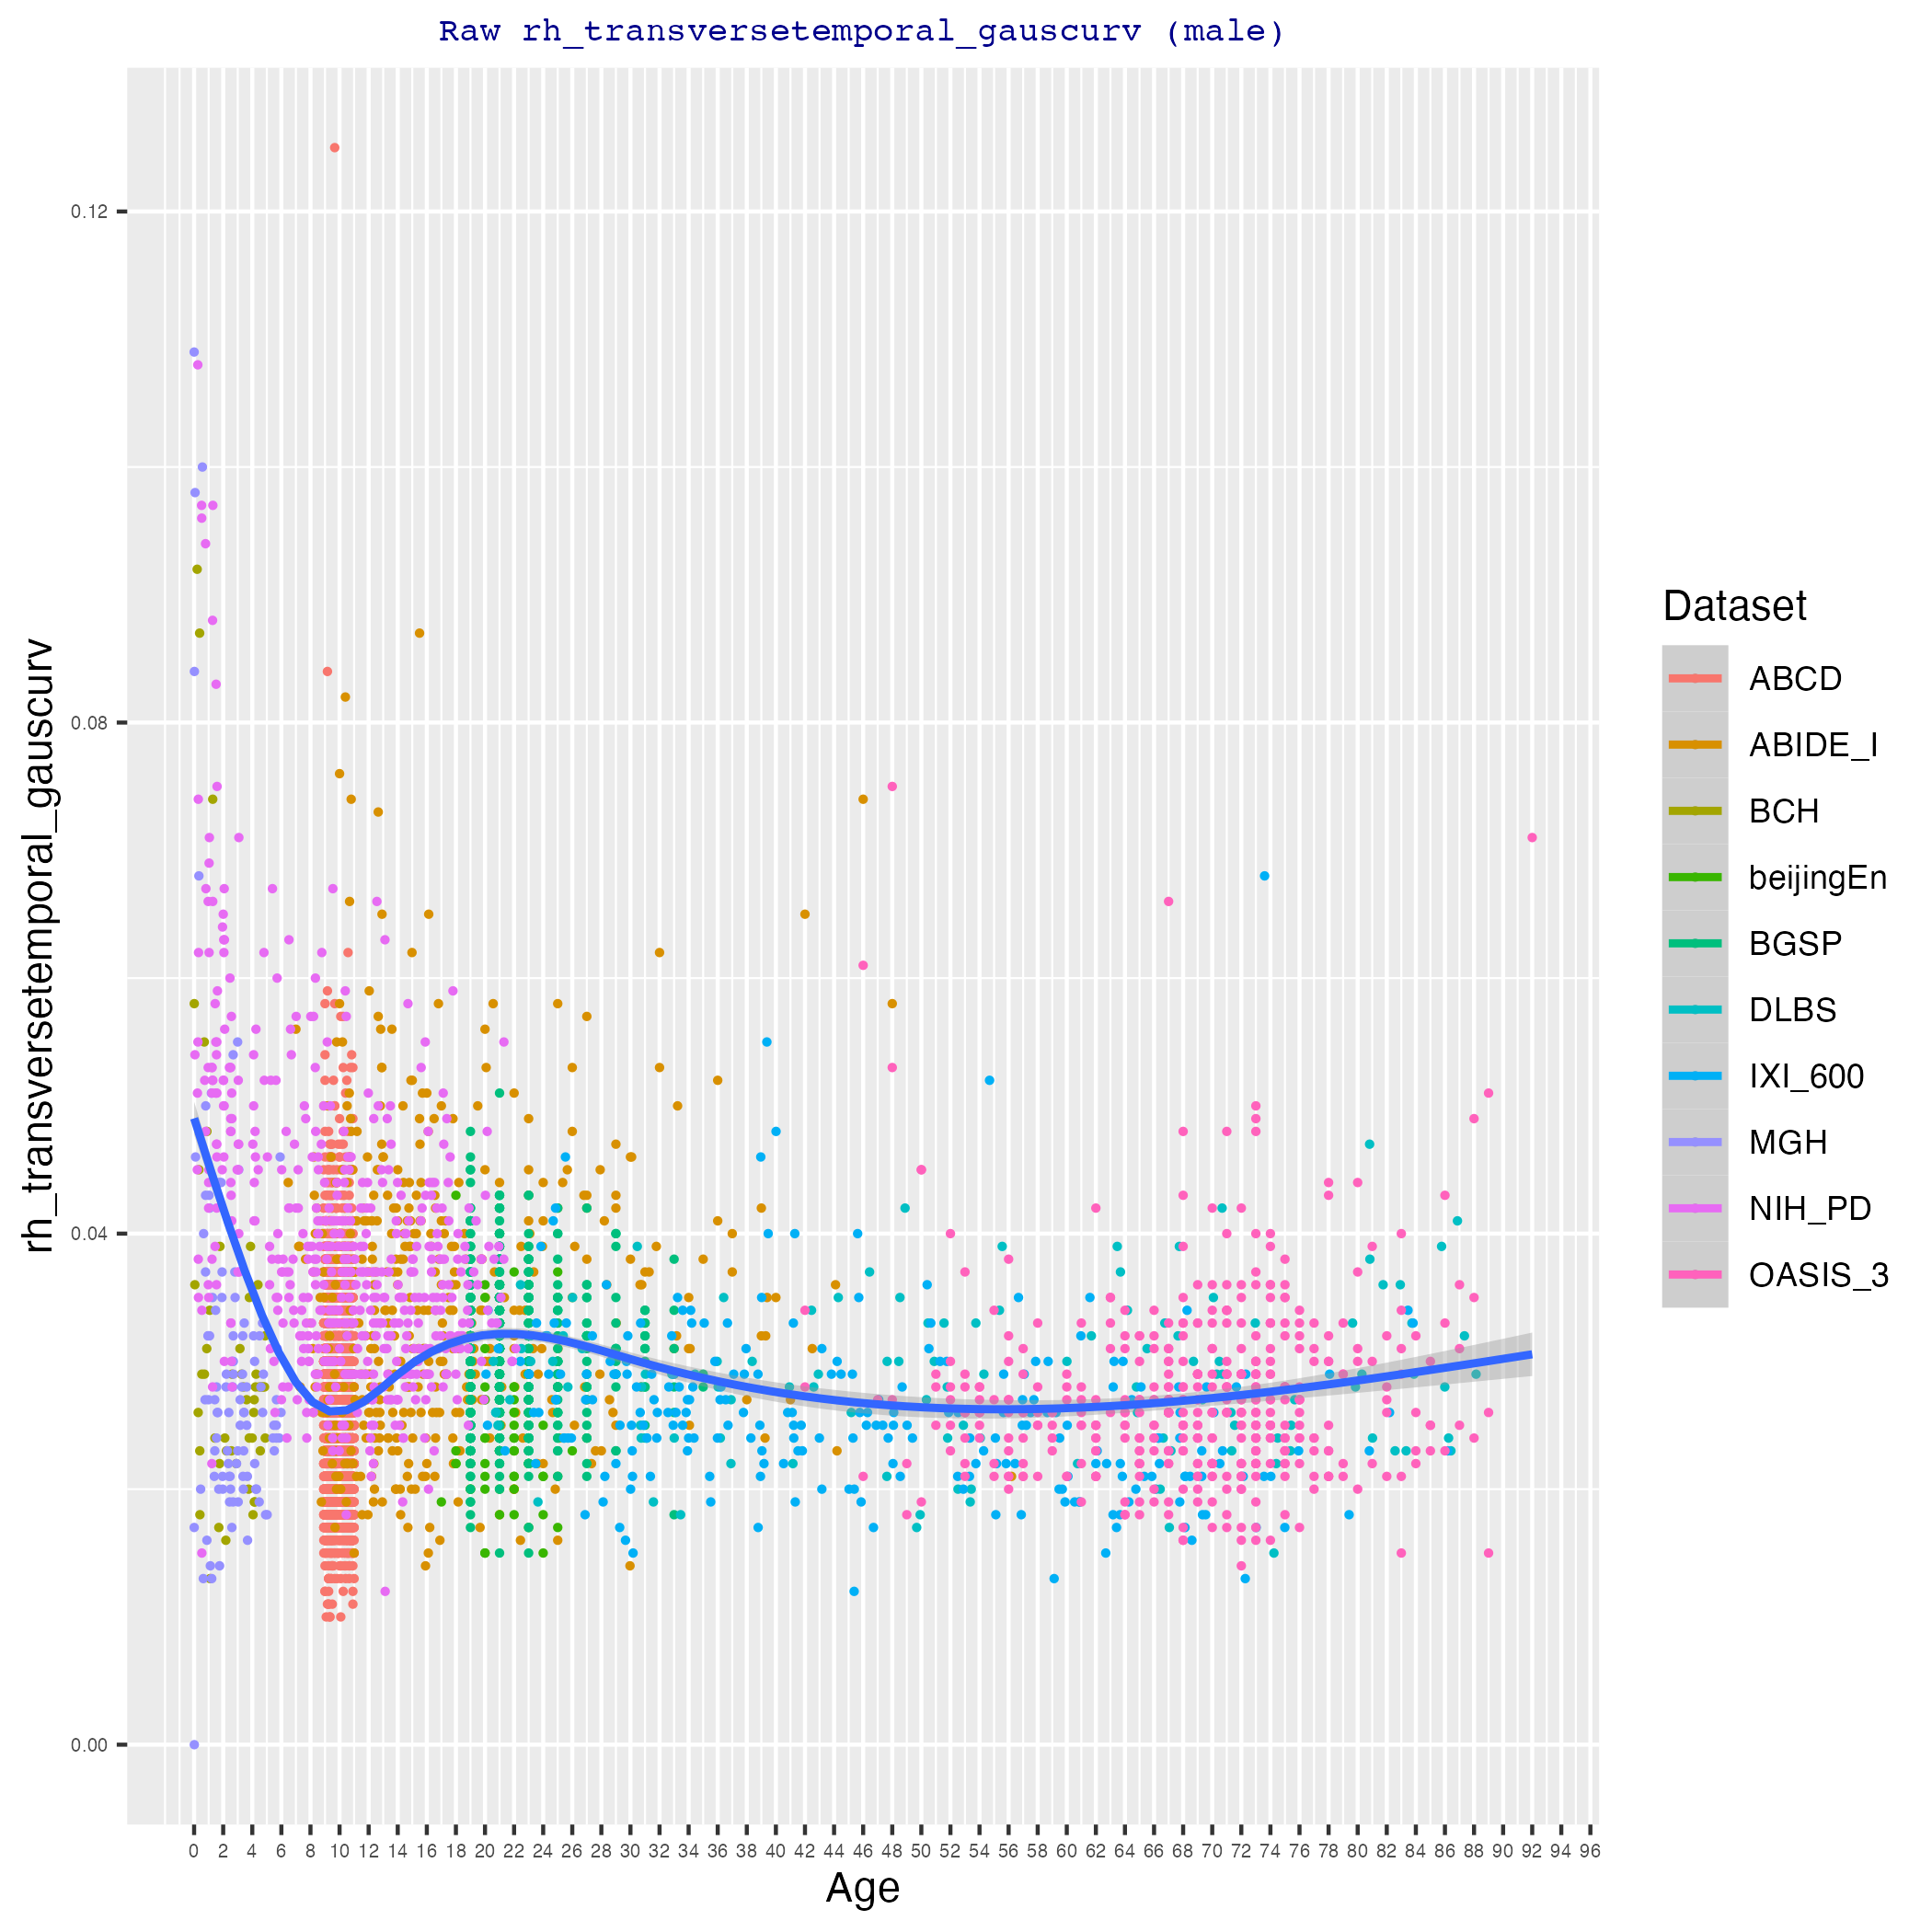 Raw rh_transversetemporal_gauscurv (male)
rh_transversetemporal_gauscurv
0.12
0.08
0.04
0.00
0 2 4 6 8 10 12 14 16 18 20 22 24 26 28 30 32 34 36 38 40 42 44 46 48 50 52 54 56 58 60 62 64 66 68 70 72 74 76 78 80 82 84 86 88 90 92 94 96
Age
Dataset
ABCD
ABIDE_I
BCH
beijingEn
BGSP
DLBS
IXI_600
MGH
NIH_PD
OASIS_3